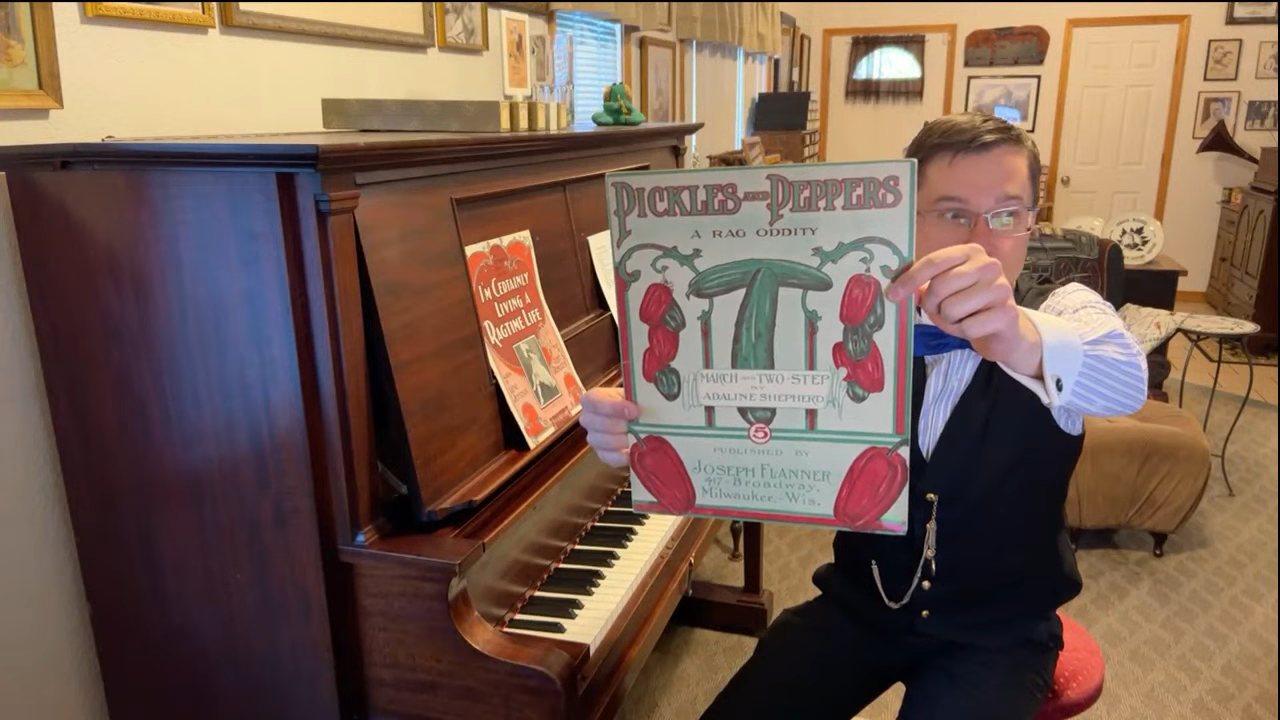 PICKLES AND PEPPERS
A RAG ODDITY
MARCH AND TWO-STEP
BY
ADALINE SHEPHERD
5
PUBLISHED BY
JOSEPH FLANNER
417-Broadway,
Milwaukee.-Wis.
I'M CERTAINLY
LIVING A
RAGTIME LIFE